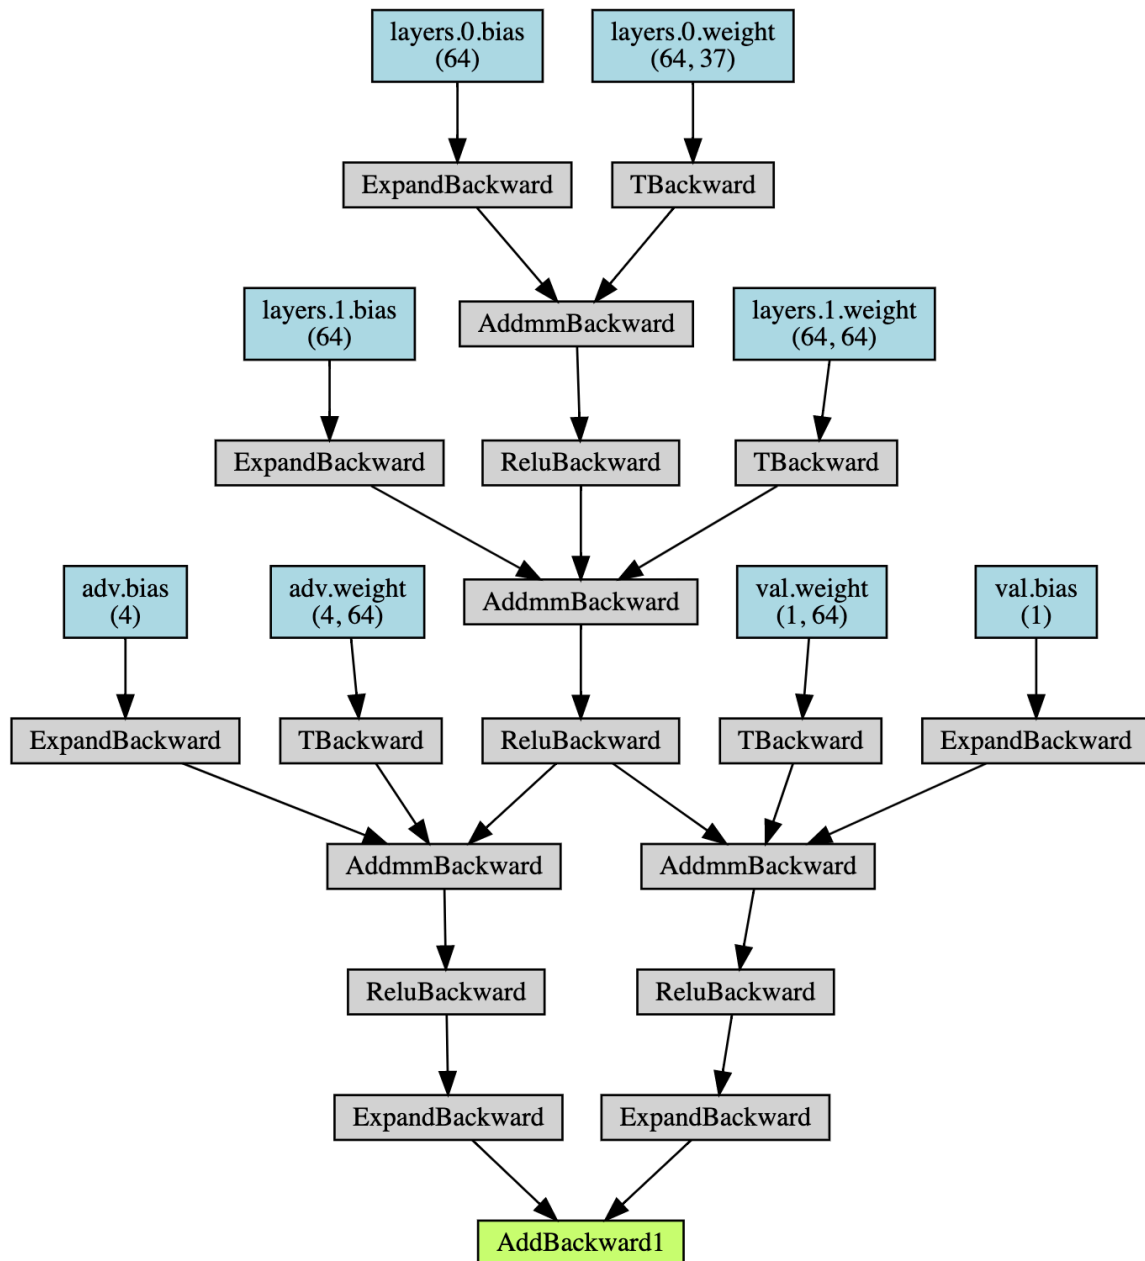 layers.0.bias
(64)
layers.0.weight
(64, 37)
ExpandBackward
TBackward
layers.1.bias
(64)
AddmmBackward
layers.1.weight
(64, 64)
ExpandBackward
ReluBackward
TBackward
adv.bias
(4)
adv.weight
(4, 64)
AddmmBackward
val.weight
(1, 64)
val.bias
(1)
ExpandBackward
TBackward
ReluBackward
TBackward
ExpandBackward
AddmmBackward
AddmmBackward
ReluBackward
ReluBackward
ExpandBackward
ExpandBackward
AddBackward1